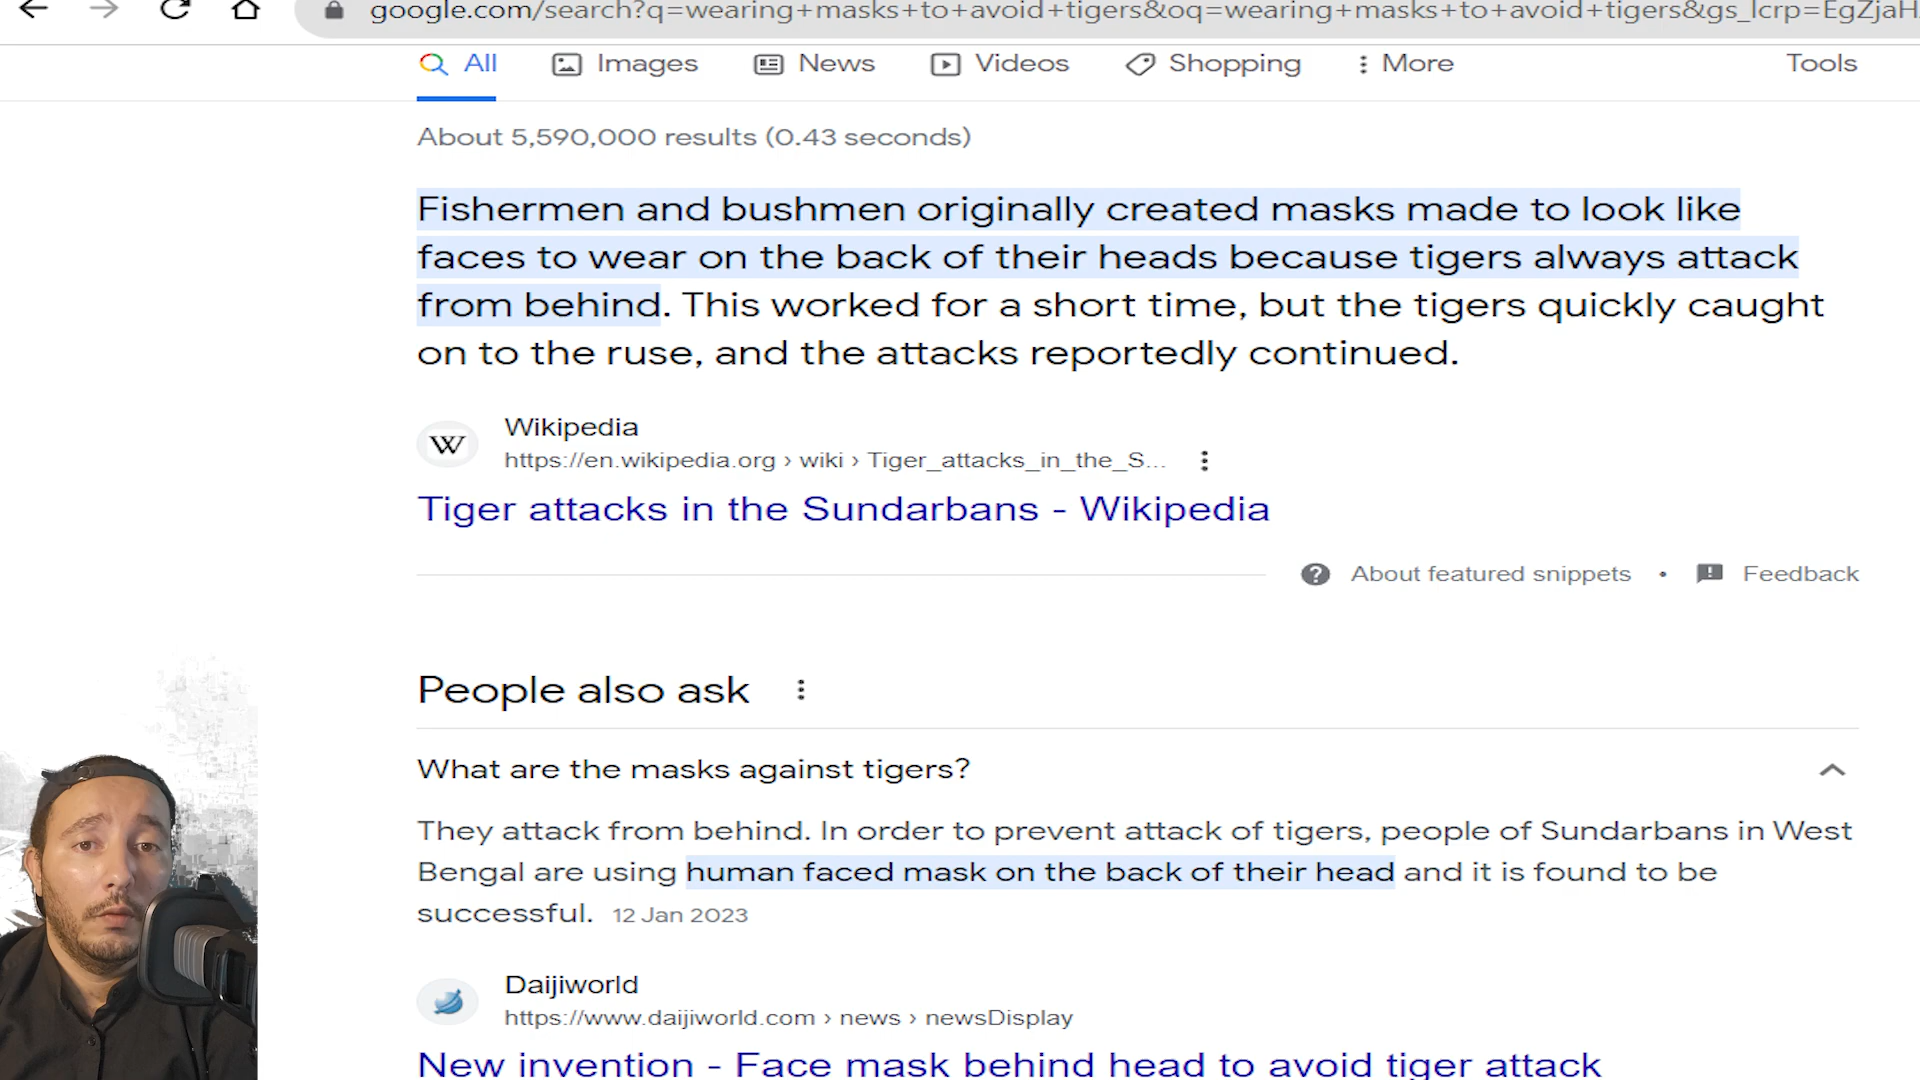 google.com/search?q=wearing+masks+to+avoid+tigers&oq=wearing+masks+to+avoid+tigers&gs_lcrp=EgZjaH
All Images News Videos Shopping More Tools
About 5,590,000 results (0.43 seconds)
Fishermen and bushmen originally created masks made to look like
faces to wear on the back of their heads because tigers always attack
from behind. This worked for a short time, but the tigers quickly caught
on to the ruse, and the attacks reportedly continued.
W
Wikipedia
https://en.wikipedia.org › wiki › Tiger_attacks_in_the_S...
Tiger attacks in the Sundarbans - Wikipedia
About featured snippets • Feedback
People also ask
What are the masks against tigers?
They attack from behind. In order to prevent attack of tigers, people of Sundarbans in West
Bengal are using human faced mask on the back of their head and it is found to be
successful. 12 Jan 2023
Daijiworld
https://www.daijiworld.com › news › newsDisplay
New invention - Face mask behind head to avoid tiger attack